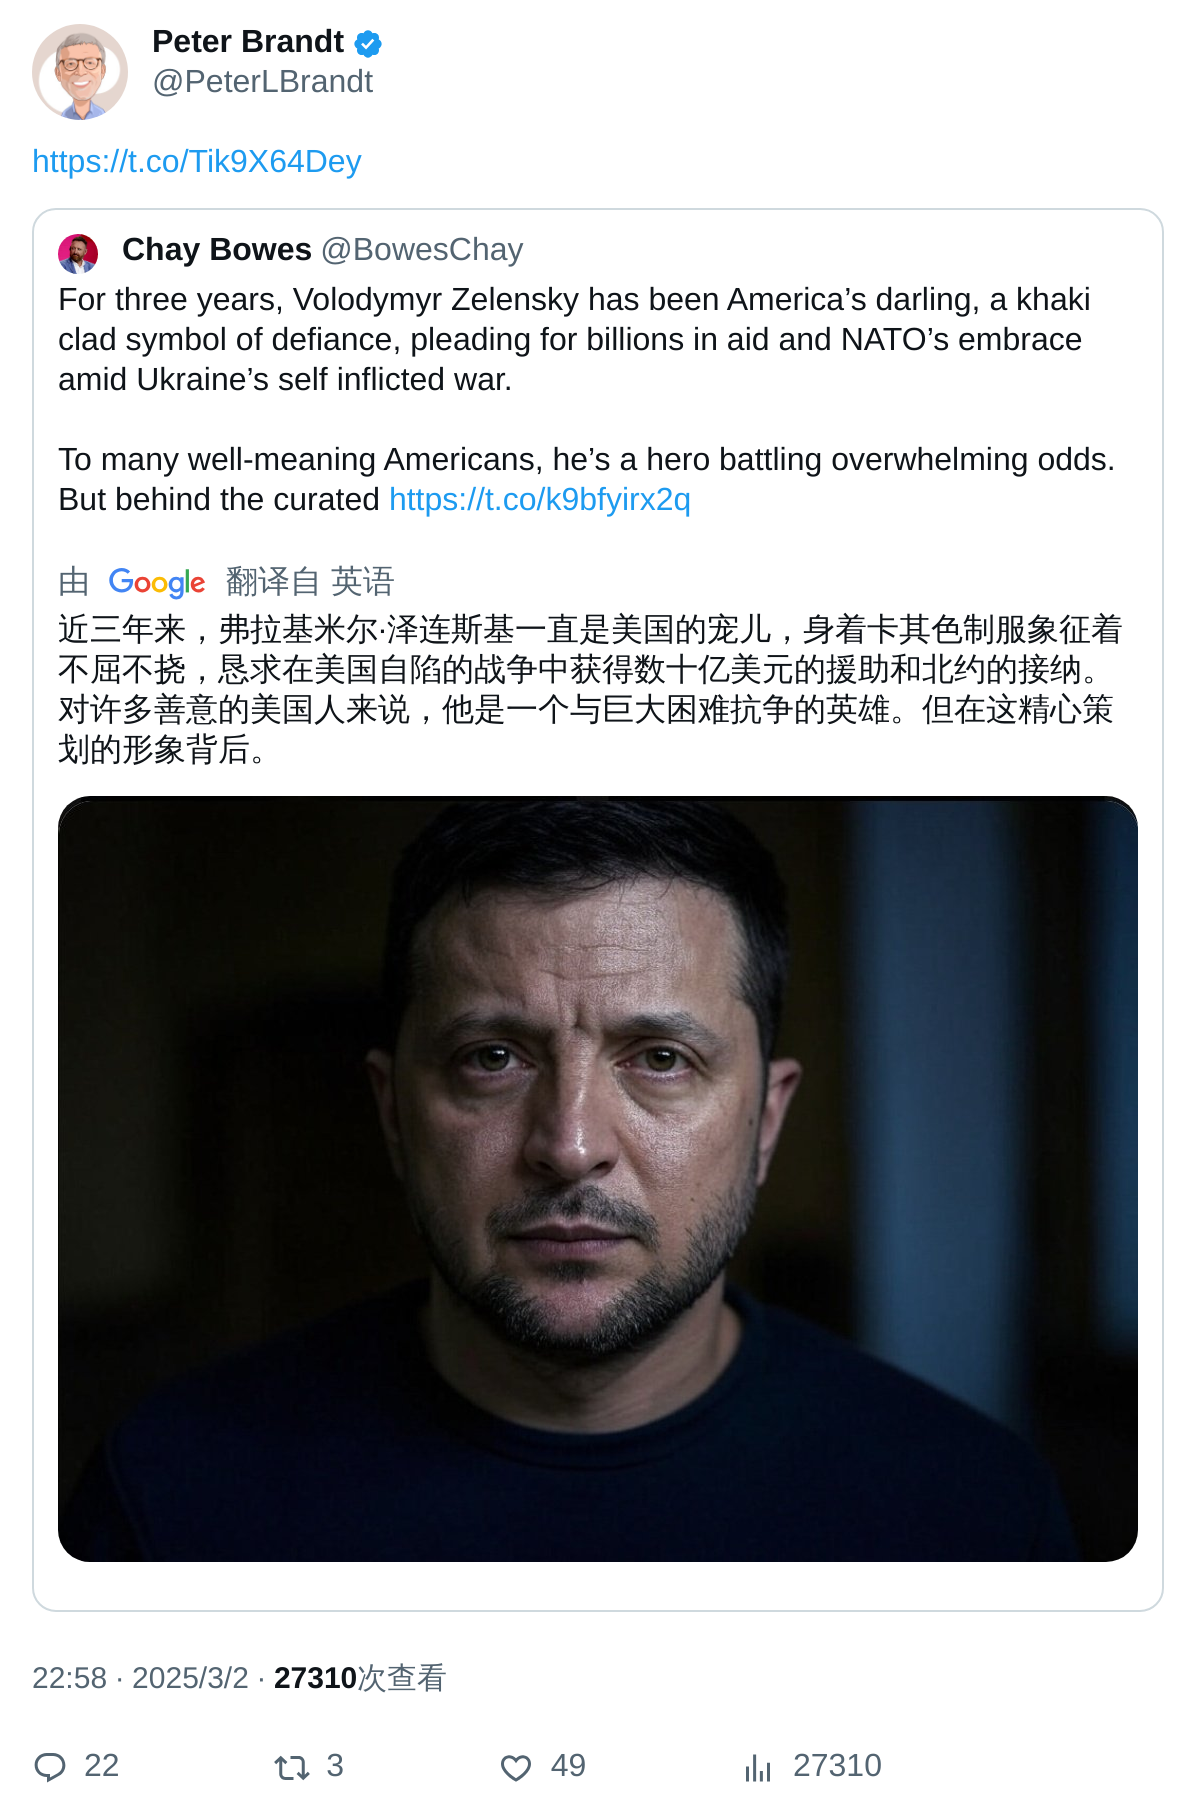 Peter Brandt
@PeterLBrandt
https://t.co/Tik9X64Dey
Chay Bowes @BowesChay
For three years, Volodymyr Zelensky has been America’s darling, a khaki
clad symbol of defiance, pleading for billions in aid and NATO’s embrace
amid Ukraine’s self inflicted war.
To many well-meaning Americans, he’s a hero battling overwhelming odds.
But behind the curated https://t.co/k9bfyirx2q
由 Google 翻译自 英语
近三年来，弗拉基米尔·泽连斯基一直是美国的宠儿，身着卡其色制服象征着
不屈不挠，恳求在美国自陷的战争中获得数十亿美元的援助和北约的接纳。
对许多善意的美国人来说，他是一个与巨大困难抗争的英雄。但在这精心策
划的形象背后。
22:58 · 2025/3/2 · 27310次查看
22 3 49 27310